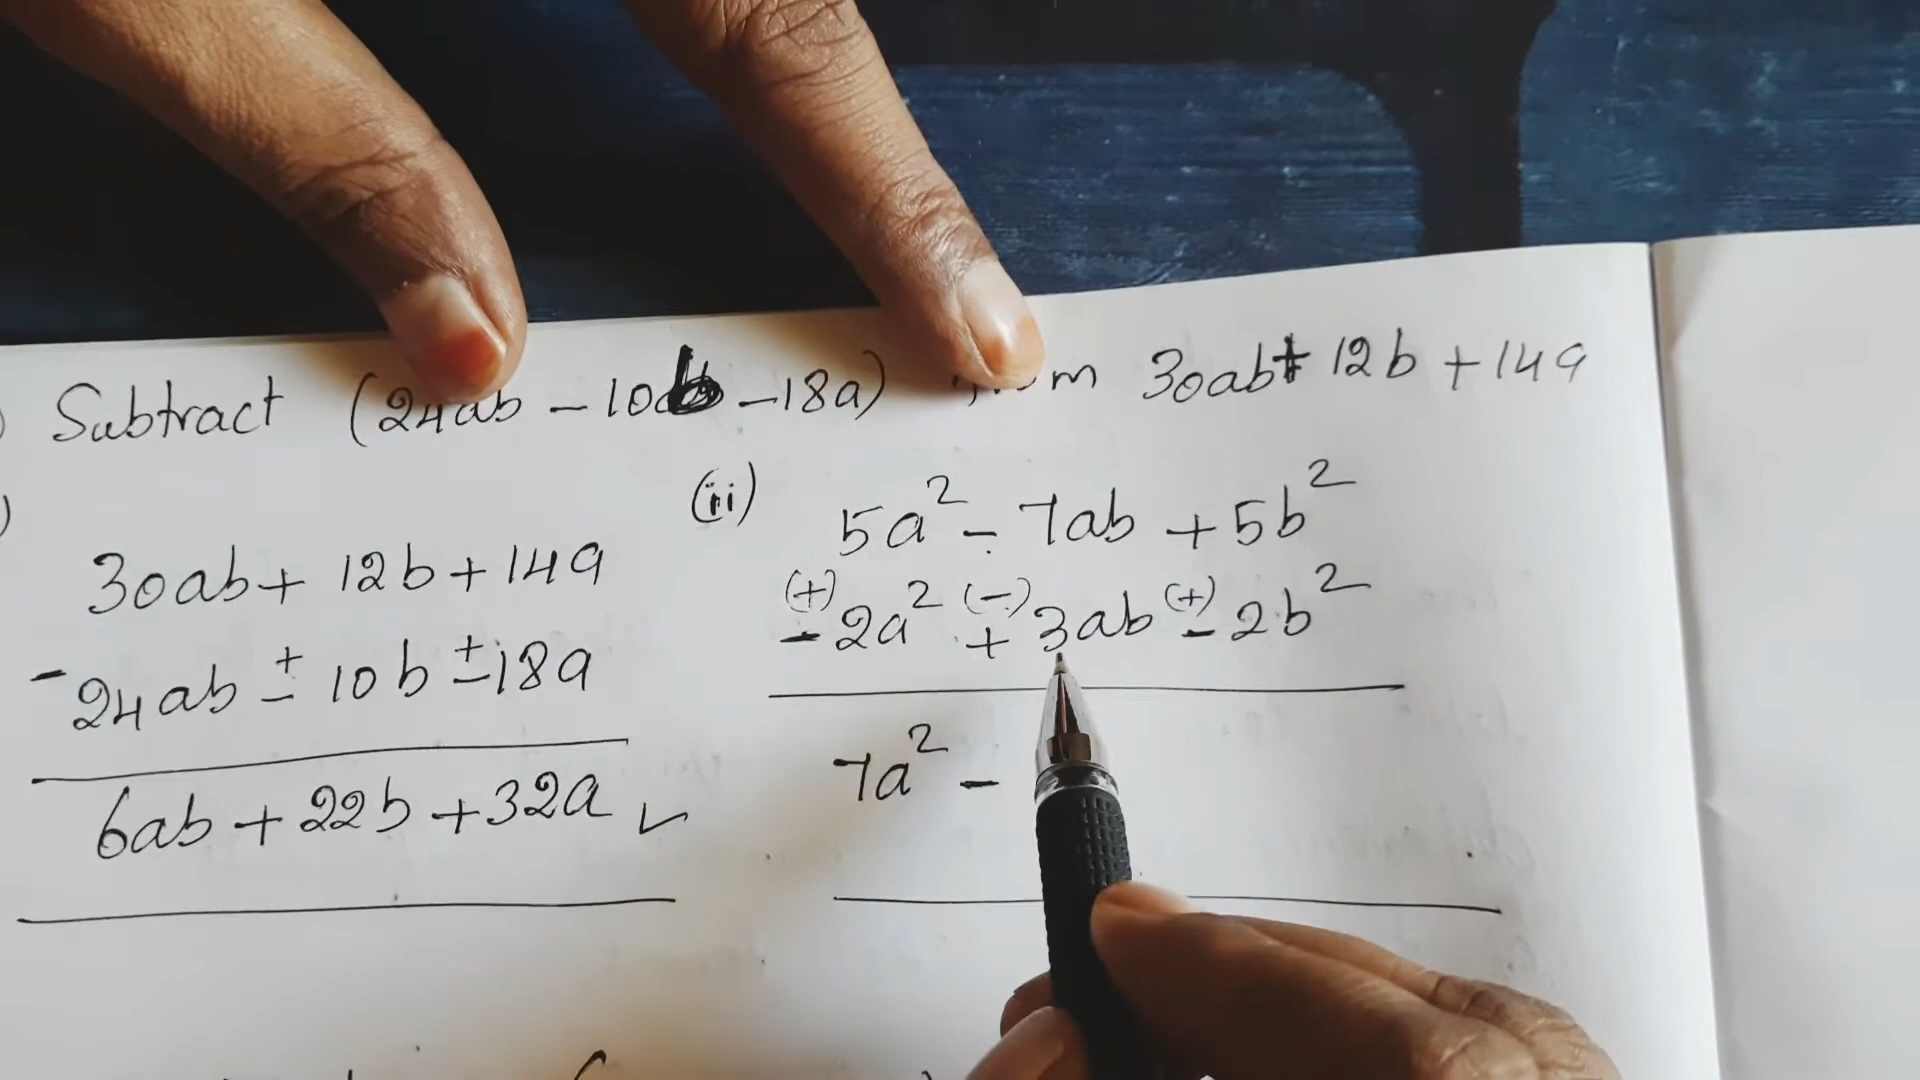 Subtract (24ab - 10b - 18a) from 30ab + 12b + 14a
30ab + 12b + 14a
- 24ab ± 10b ± 18a
6ab + 22b + 32a ✓
(ii)
5a² - 7ab + 5b²
(+) (-) (+)
- 2a² + 3ab - 2b²
7a² -